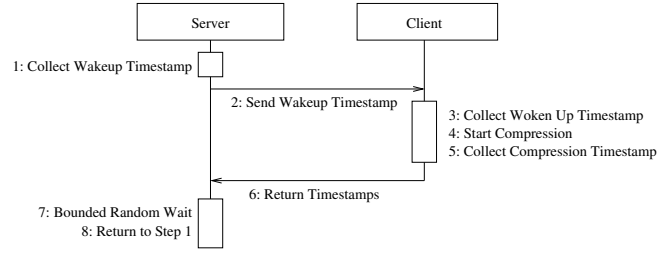 Server
Client
1: Collect Wakeup Timestamp
2: Send Wakeup Timestamp
3: Collect Woken Up Timestamp
4: Start Compression
5: Collect Compression Timestamp
6: Return Timestamps
7: Bounded Random Wait
8: Return to Step 1